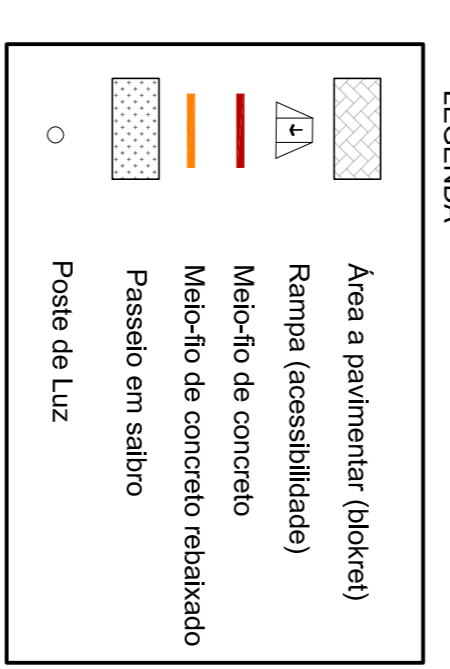 LEGENDA
Área a pavimentar (blokret)
Rampa (acessibilidade)
Meio-fio de concreto
Meio-fio de concreto rebaixado
Passeio em saibro
Poste de Luz